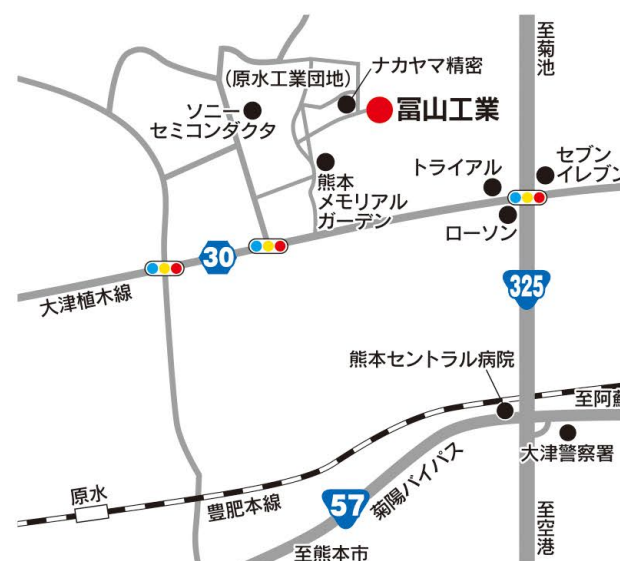 至菊池
(原水工業団地)
ナカヤマ精密
冨山工業
ソニー
セミコンダクタ
熊本
メモリアル
ガーデン
トライアル
セブン
イレブン
ローソン
30
大津植木線
325
熊本セントラル病院
至阿蘇
大津警察署
原水
豊肥本線
57
菊陽バイパス
至熊本市
至空港